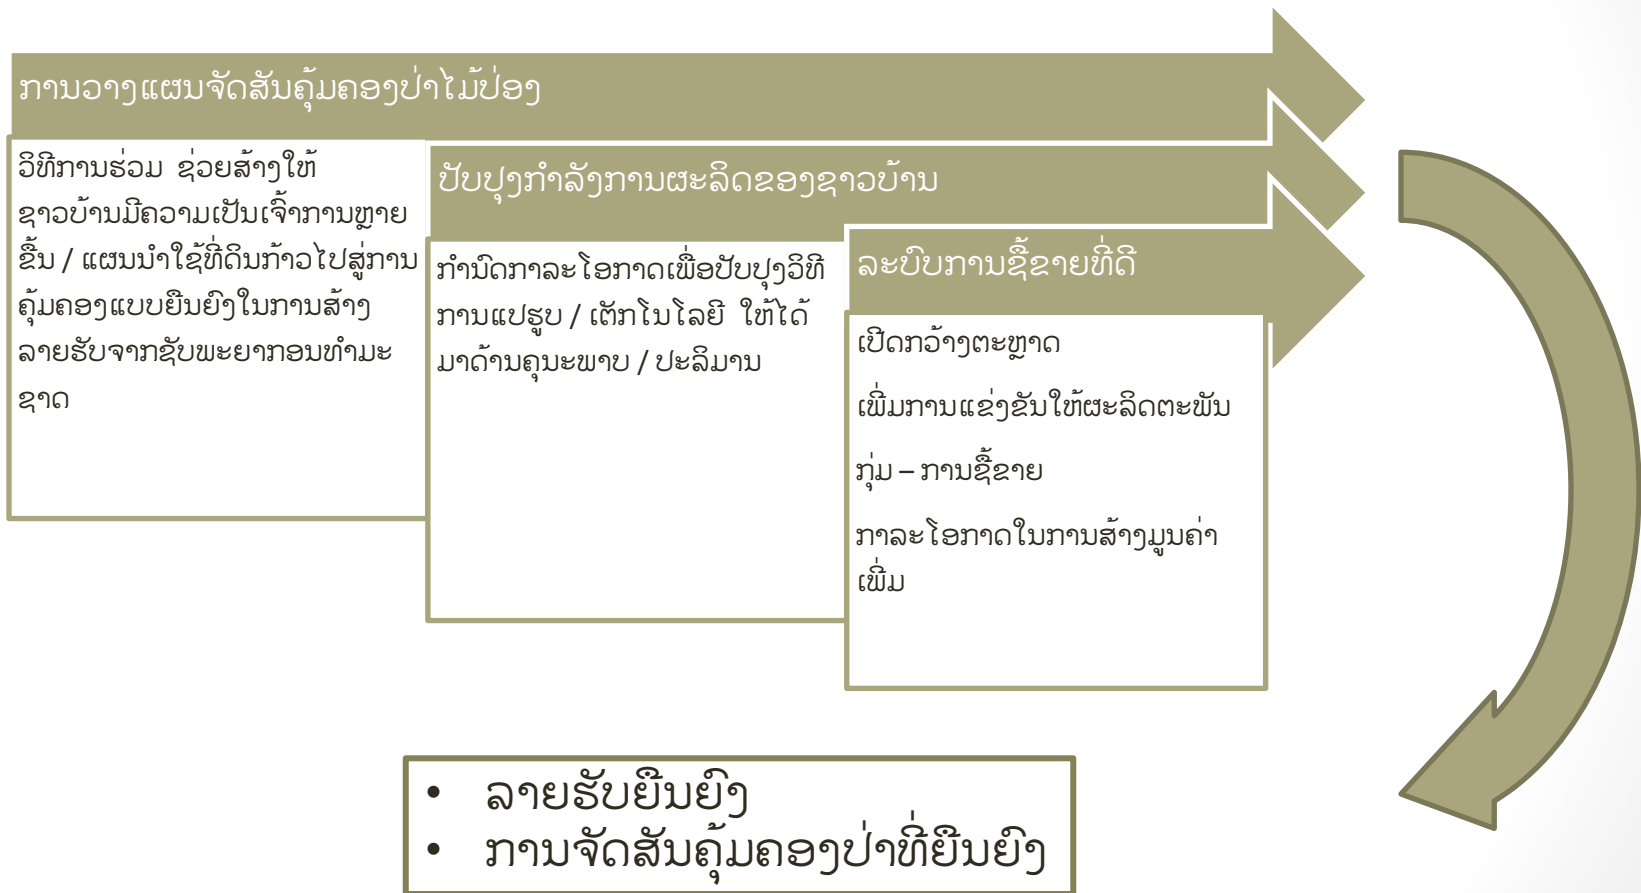 ການວາງແຜນຈັດສັນຄຸ້ມຄອງປ່າໄມ້ປ່ອງ
ວິທີການຮ່ວມ ຊ່ວຍສ້າງໃຫ້
ຊາວບ້ານມີຄວາມເປັນເຈົ້າການຫຼາຍ
ຂຶ້ນ / ແຜນນໍາໃຊ້ທີ່ດິນກ້າວໄປສູ່ການ
ຄຸ້ມຄອງແບບຍືນຍົງໃນການສ້າງ
ລາຍຮັບຈາກຊັບພະຍາກອນທໍາມະ
ຊາດ
ປັບປຸງກໍາລັງການຜະລິດຂອງຊາວບ້ານ
ກໍານົດກາລະໂອກາດເພື່ອປັບປຸງວິທີ
ການແປຮູບ / ເຕັກໂນໂລຍີ ໃຫ້ໄດ້
ມາດ້ານຄຸນະພາບ / ປະລິມານ
ລະບົບການຊື້ຂາຍທີ່ດີ
ເປີດກວ້າງຕະຫຼາດ
ເພີ່ມການແຂ່ງຂັນໃຫ້ຜະລິດຕະພັນ
ກຸ່ມ – ການຊື້ຂາຍ
ກາລະໂອກາດໃນການສ້າງມູນຄ່າ
ເພີ່ມ
• ລາຍຮັບຍືນຍົງ
• ການຈັດສັນຄຸ້ມຄອງປ່າທີ່ຍືນຍົງ